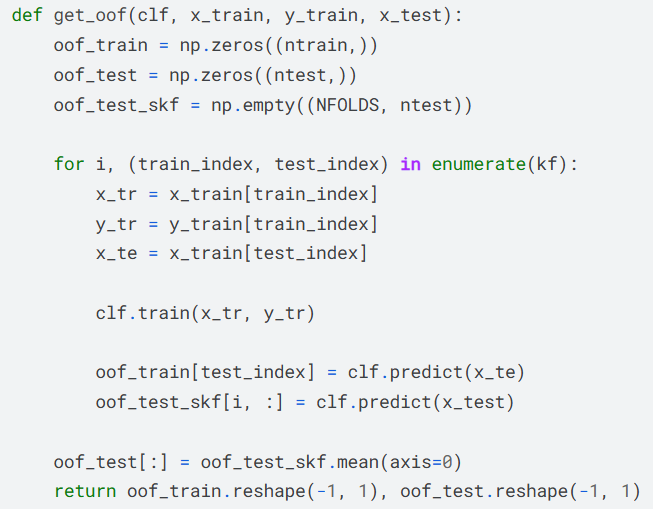 def get_oof(clf, x_train, y_train, x_test):
    oof_train = np.zeros((ntrain,))
    oof_test = np.zeros((ntest,))
    oof_test_skf = np.empty((NFOLDS, ntest))

    for i, (train_index, test_index) in enumerate(kf):
        x_tr = x_train[train_index]
        y_tr = y_train[train_index]
        x_te = x_train[test_index]

        clf.train(x_tr, y_tr)

        oof_train[test_index] = clf.predict(x_te)
        oof_test_skf[i, :] = clf.predict(x_test)

    oof_test[:] = oof_test_skf.mean(axis=0)
    return oof_train.reshape(-1, 1), oof_test.reshape(-1, 1)